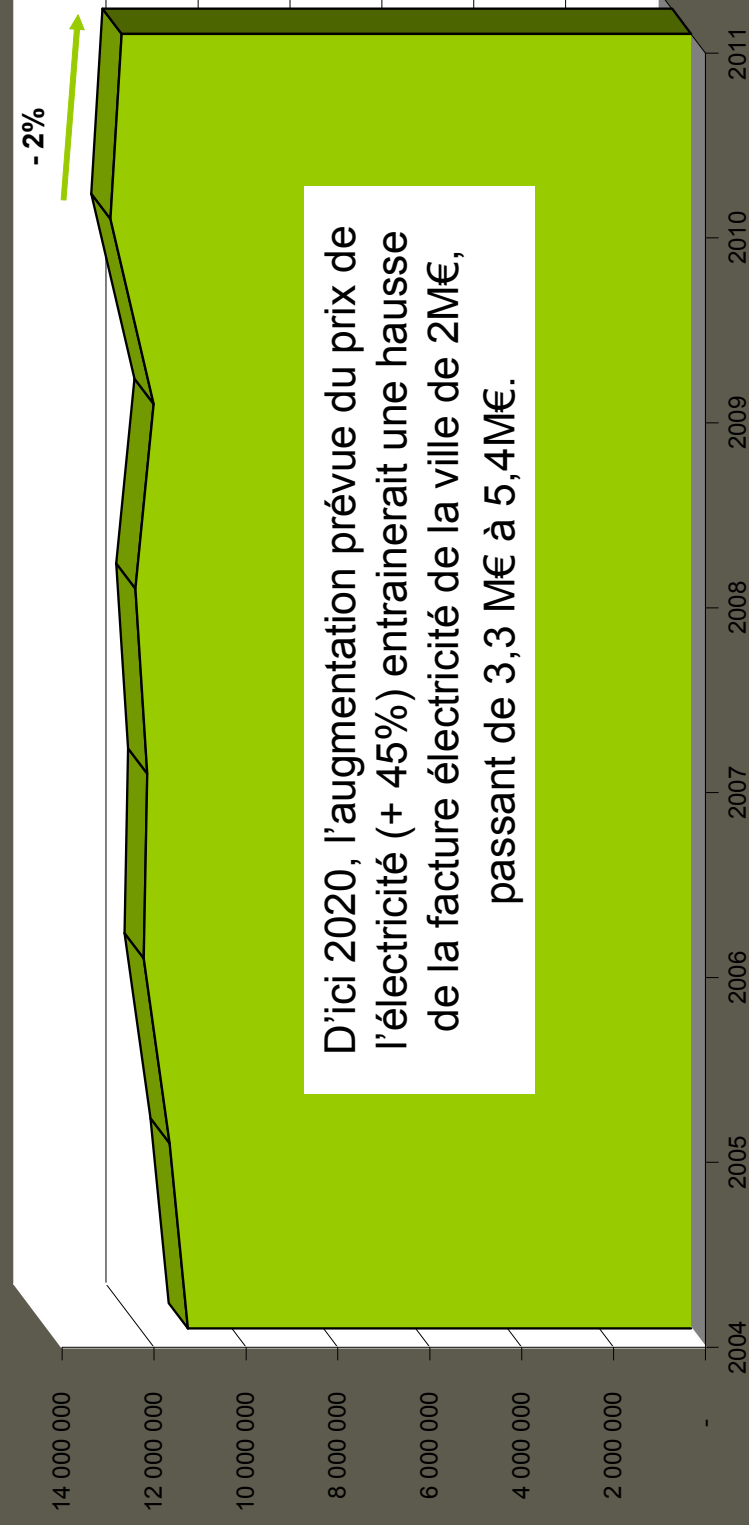 - 2%
14 000 000
12 000 000
10 000 000
8 000 000
6 000 000
4 000 000
2 000 000
-
D'ici 2020, l'augmentation prévue du prix de
l'électricité (+ 45%) entrainerait une hausse
de la facture électricité de la ville de 2M€,
passant de 3,3 M€ à 5,4M€.
2004 2005 2006 2007 2008 2009 2010 2011